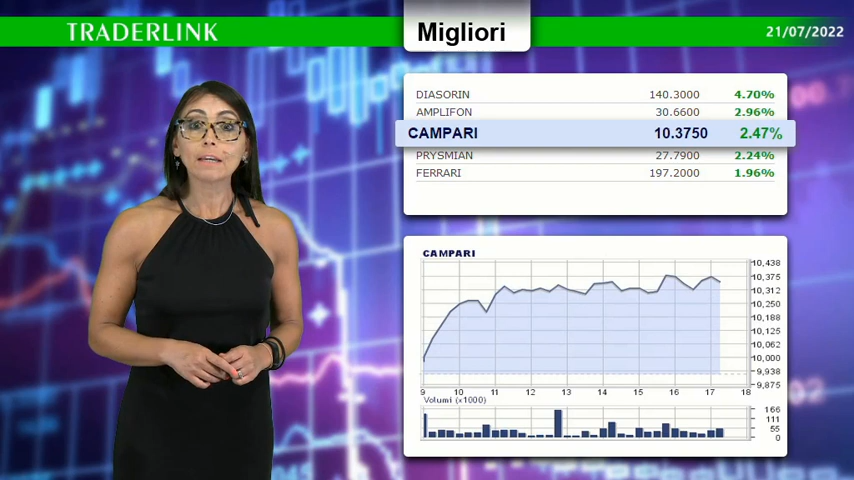 TRADERLINK
Migliori
21/07/2022
DIASORIN 140.3000 4.70%
AMPLIFON 30.6600 2.96%
CAMPARI 10.3750 2.47%
PRYSMIAN 27.7900 2.24%
FERRARI 197.2000 1.96%
CAMPARI
10,438
10,375
10,312
10,250
10,188
10,125
10,062
10,000
9,938
9,875
9 10 11 12 13 14 15 16 17 18
Volumi (x1000)
166
111
55
0